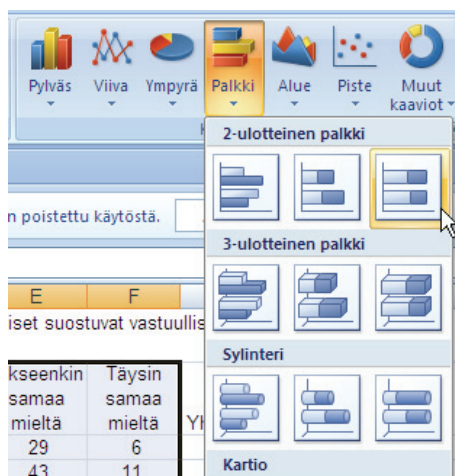 Pylväs Viiva Ympyrä Palkki Alue Piste Muut kaaviot
2-ulotteinen palkki
n poistettu käytöstä.
3-ulotteinen palkki
E F
iset suostuvat vastuullis
Sylinteri
kseenkin Täysin
samaa samaa
mieltä mieltä
29 6
43 11
Kartio